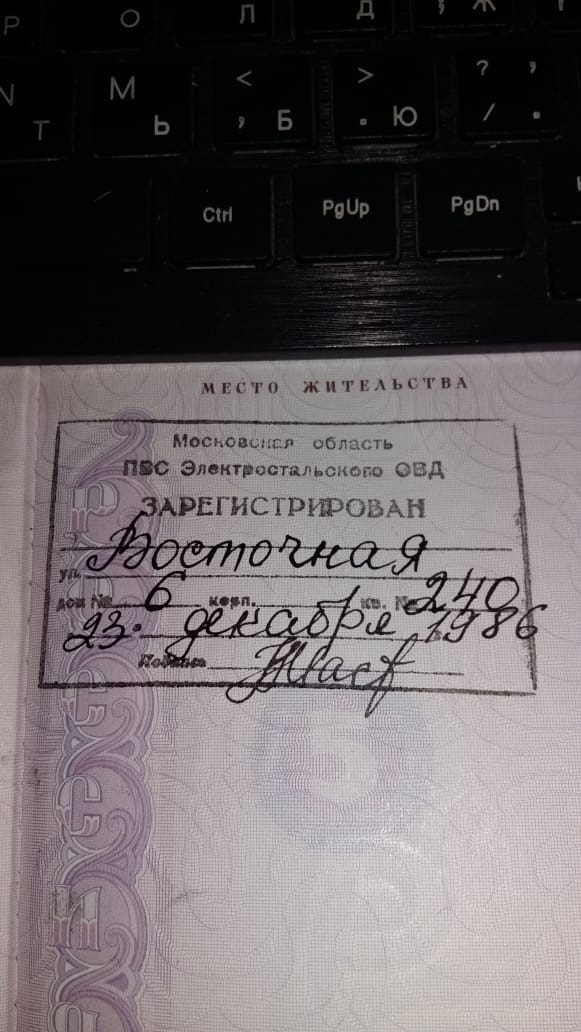 Р О Л Д Ж
N Т М Ь < , Б > . Ю ? / , .
Ctrl PgUp PgDn
МЕСТО ЖИТЕЛЬСТВА
Московская область
ПВС Электростальского ОВД
ЗАРЕГИСТРИРОВАН
ул. Восточная
дом № 6 корп. кв. № 240
23. декабря 1986
Подпись